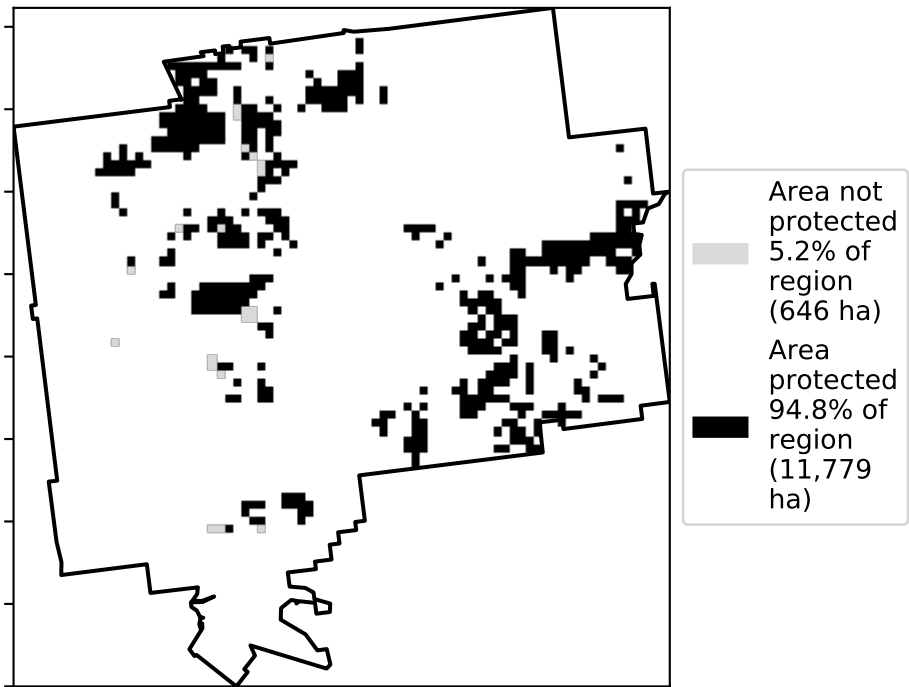 Area not
protected
5.2% of
region
(646 ha)
Area
protected
94.8% of
region
(11,779
ha)